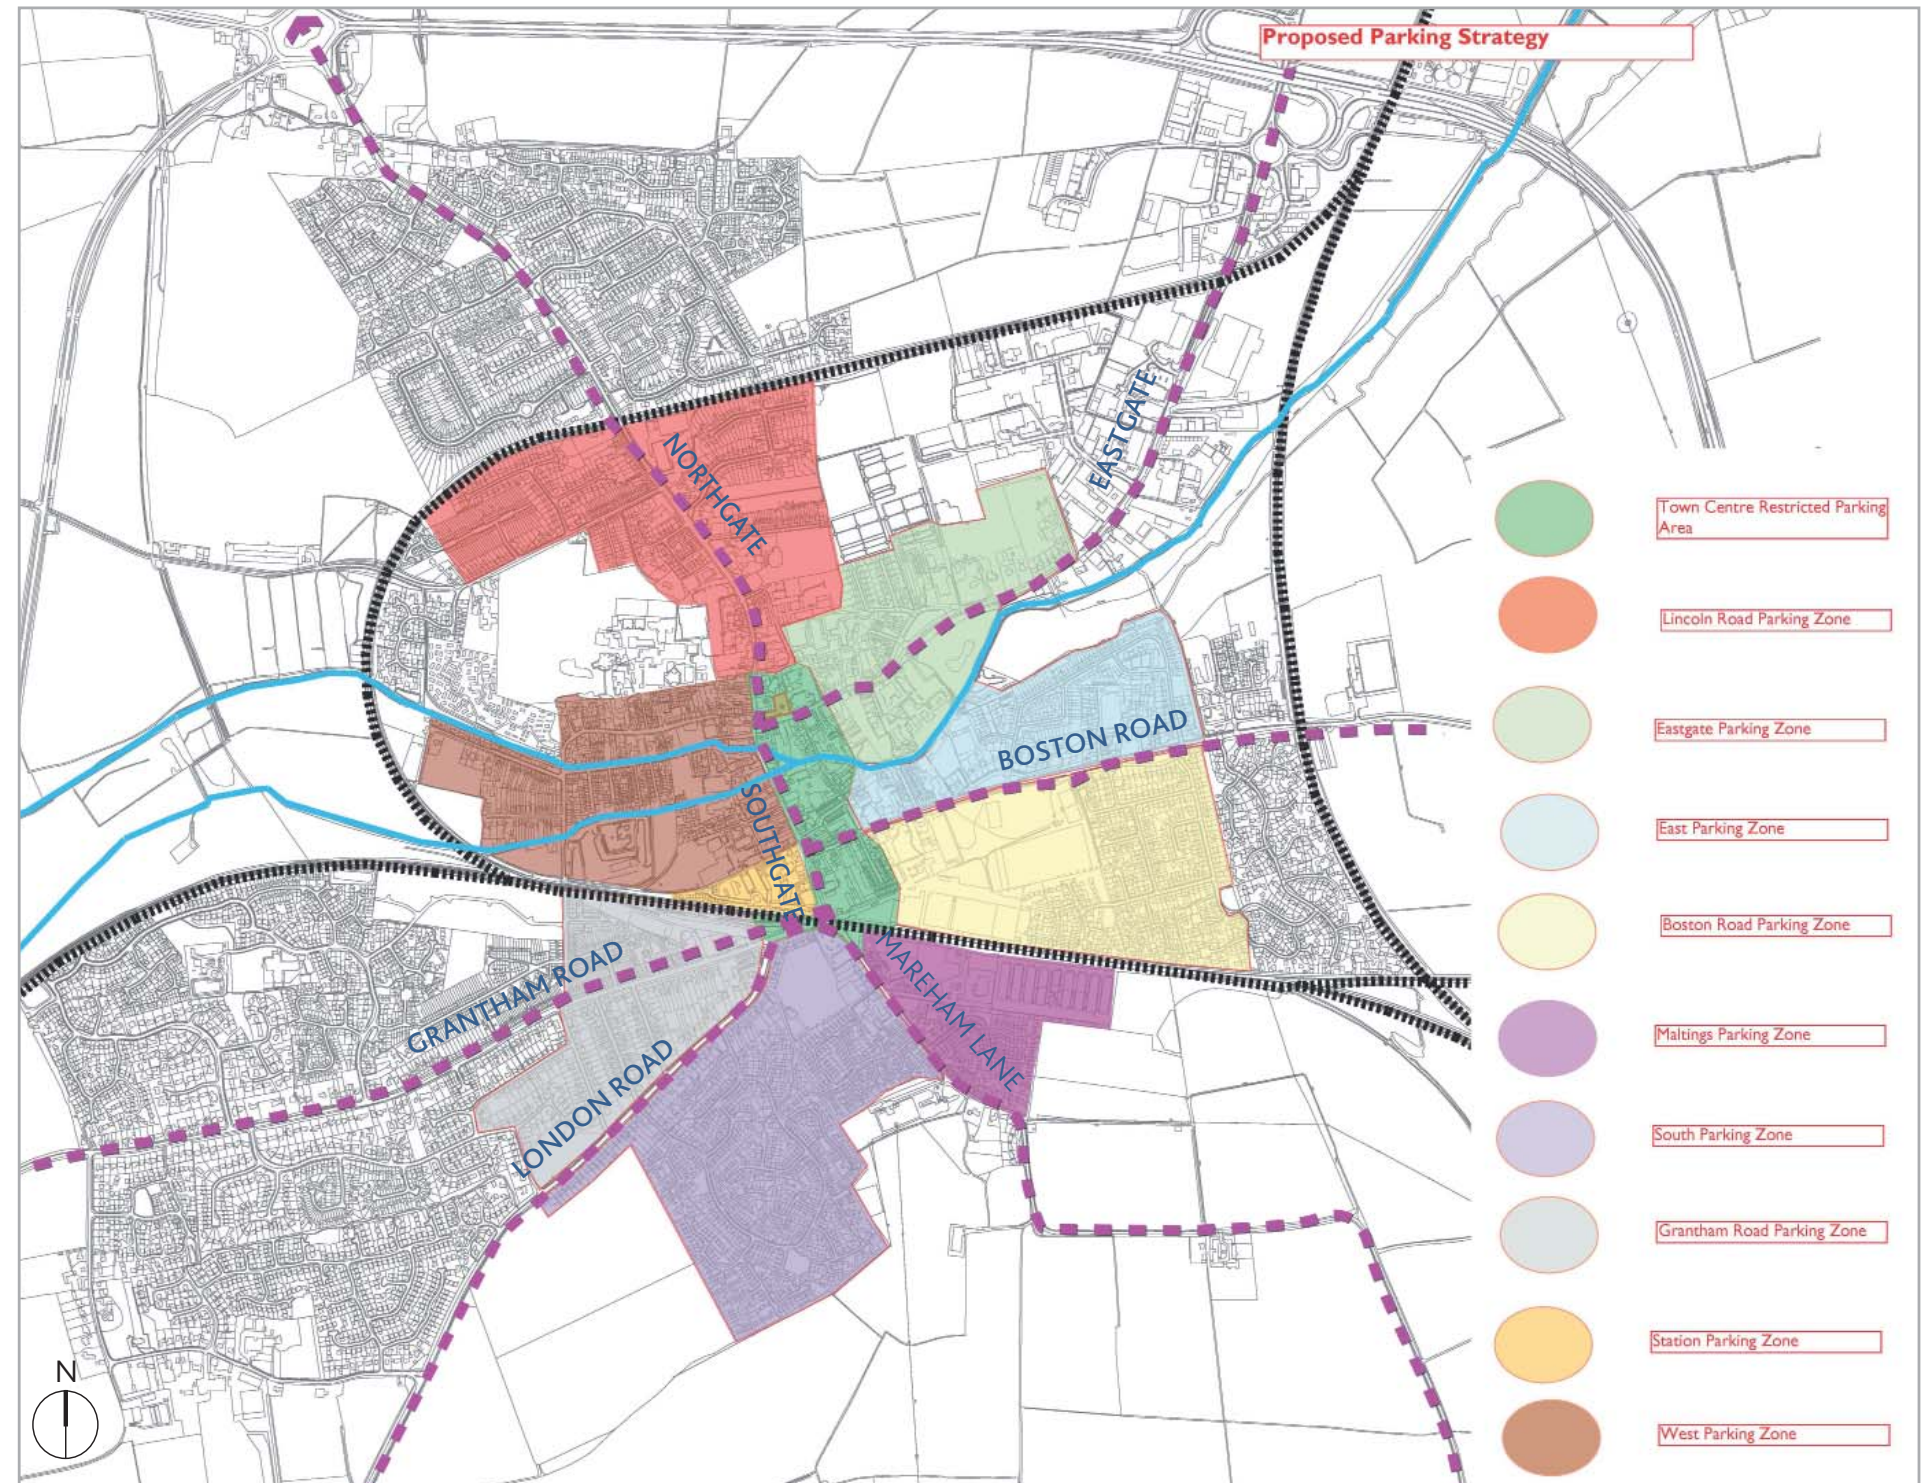 Proposed Parking Strategy
NORTHGATE
EASTGATE
BOSTON ROAD
SOUTHGATE
GRANTHAM ROAD
MAREHAM LANE
LONDON ROAD
N
Town Centre Restricted Parking
Area
Lincoln Road Parking Zone
Eastgate Parking Zone
East Parking Zone
Boston Road Parking Zone
Maltings Parking Zone
South Parking Zone
Grantham Road Parking Zone
Station Parking Zone
West Parking Zone